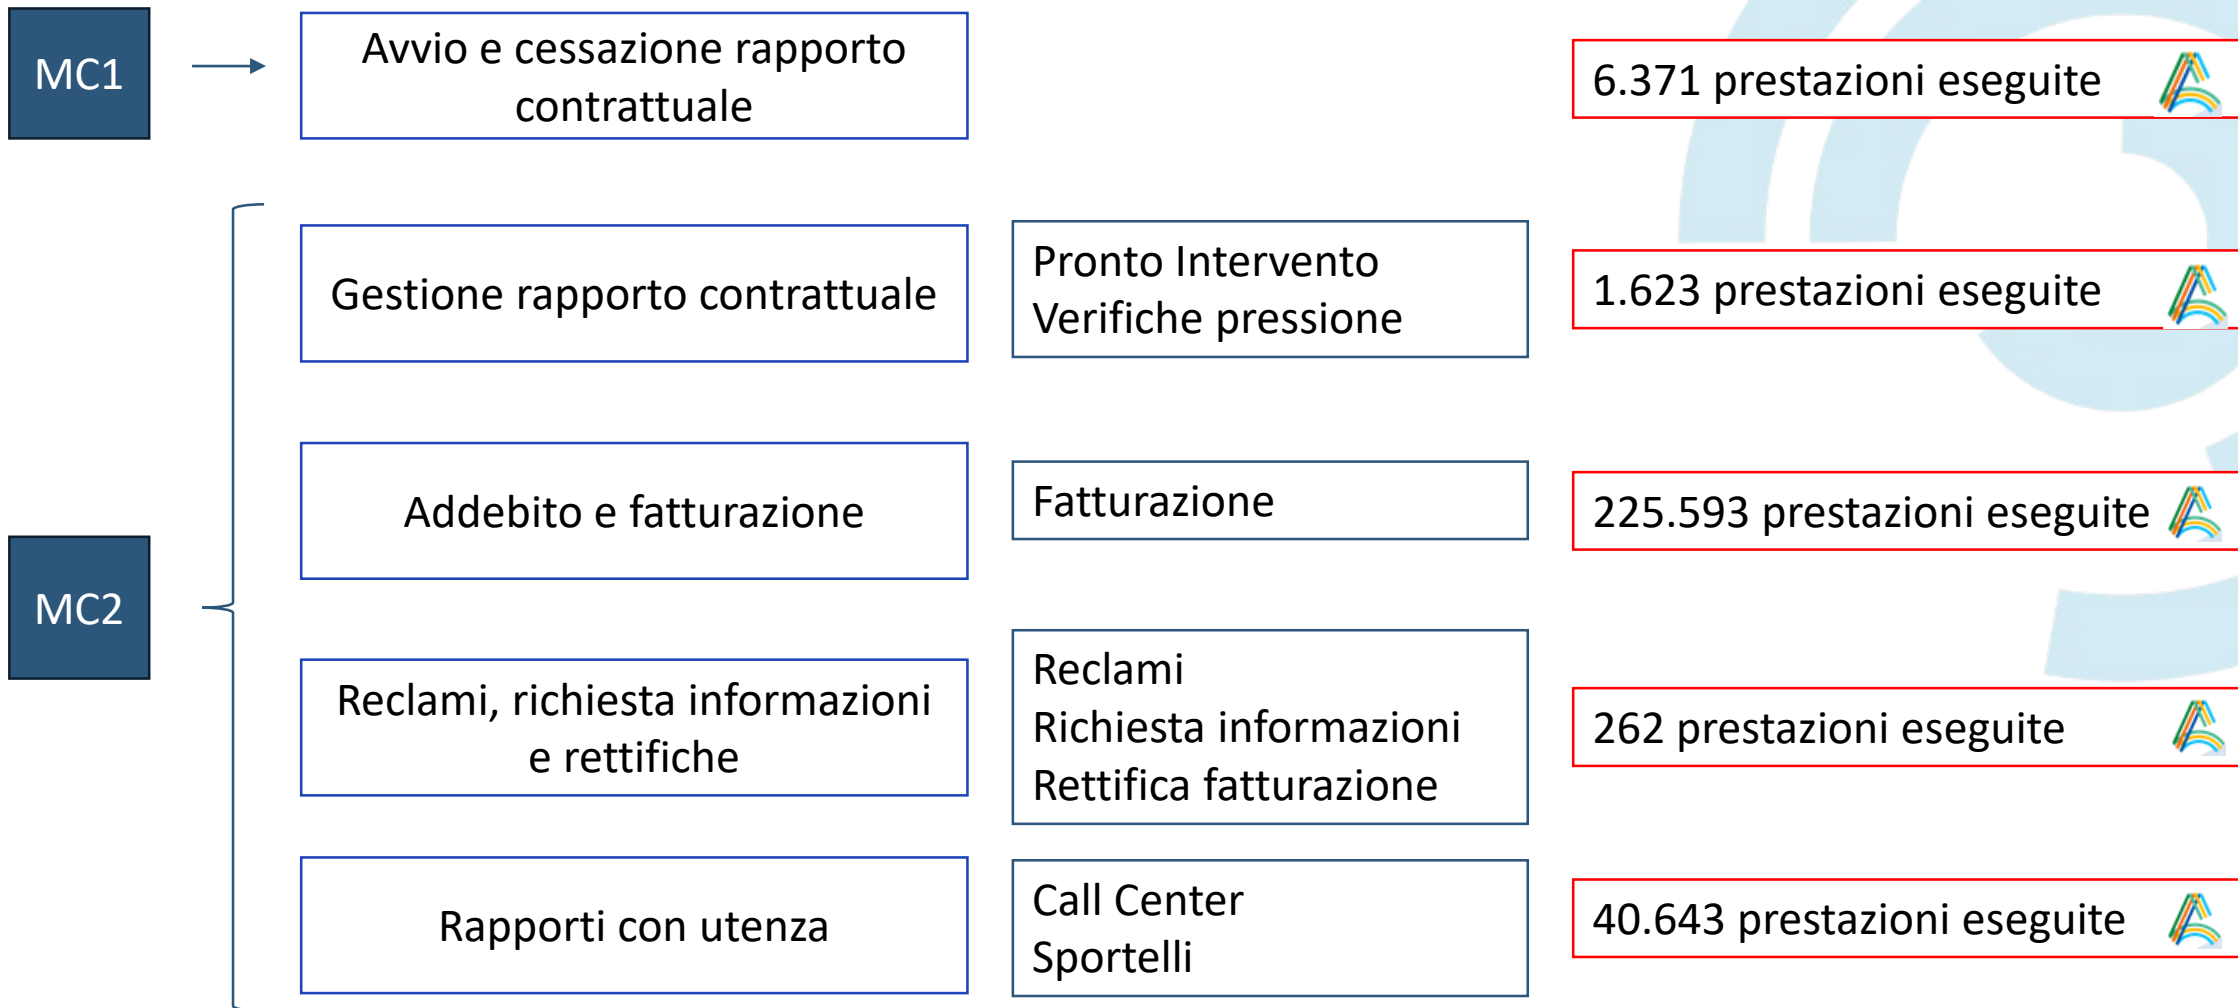 MC1
Avvio e cessazione rapporto
contrattuale
6.371 prestazioni eseguite
Gestione rapporto contrattuale
Pronto Intervento
Verifiche pressione
1.623 prestazioni eseguite
MC2
Addebito e fatturazione
Fatturazione
225.593 prestazioni eseguite
Reclami, richiesta informazioni
e rettifiche
Reclami
Richiesta informazioni
Rettifica fatturazione
262 prestazioni eseguite
Rapporti con utenza
Call Center
Sportelli
40.643 prestazioni eseguite